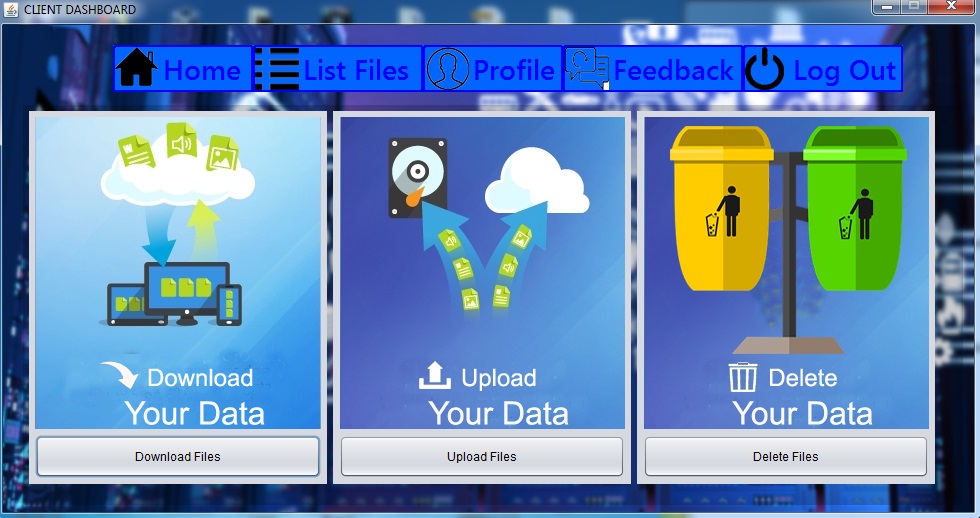 CLIENT DASHBOARD
Home List Files Profile Feedback Log Out
Download
Your Data
Upload
Your Data
Delete
Your Data
Download Files
Upload Files
Delete Files